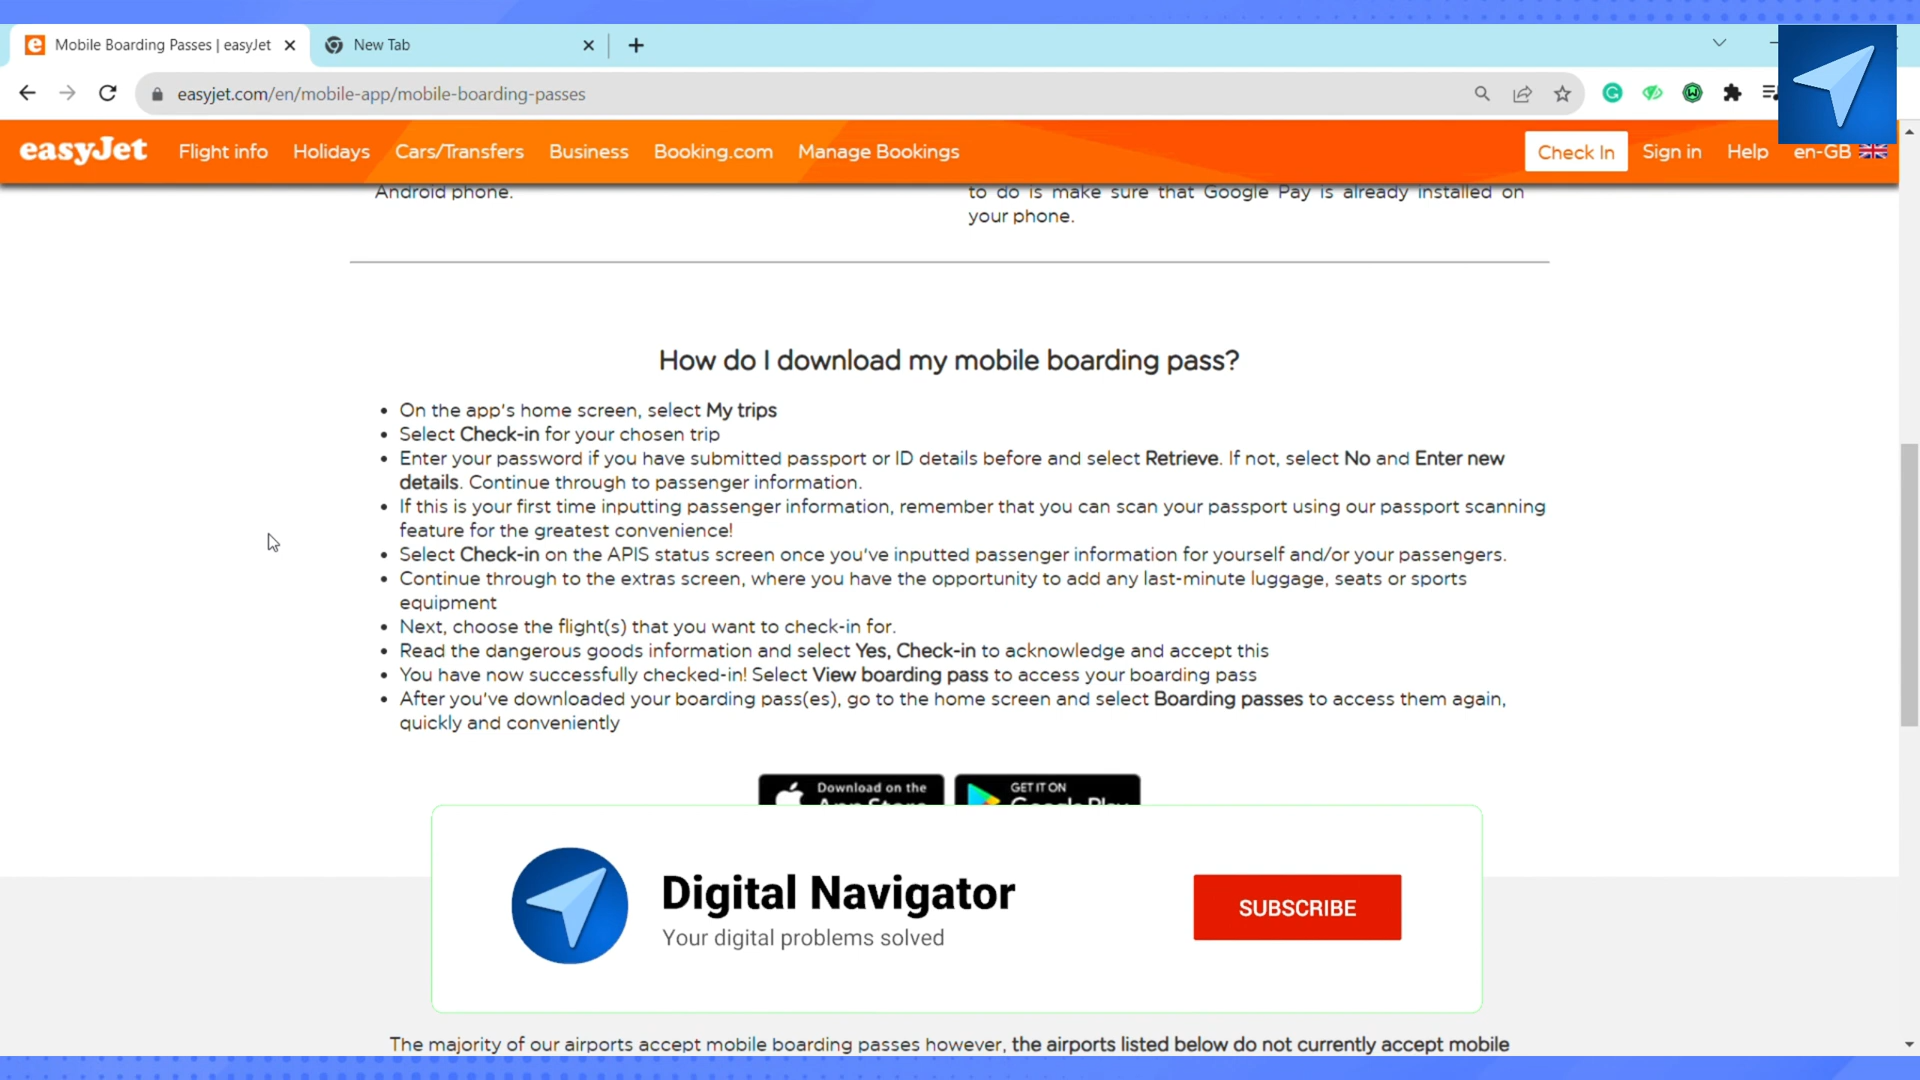 Mobile Boarding Passes | easyJet
New Tab
easyjet.com/en/mobile-app/mobile-boarding-passes
easyJet
Flight info
Holidays
Cars/Transfers
Business
Booking.com
Manage Bookings
Check In
Sign in
Help
en-GB
Android phone.
to do is make sure that Google Pay is already installed on
your phone.
How do I download my mobile boarding pass?
• On the app's home screen, select My trips
• Select Check-in for your chosen trip
• Enter your password if you have submitted passport or ID details before and select Retrieve. If not, select No and Enter new
details. Continue through to passenger information.
• If this is your first time inputting passenger information, remember that you can scan your passport using our passport scanning
feature for the greatest convenience!
• Select Check-in on the APIS status screen once you've inputted passenger information for yourself and/or your passengers.
• Continue through to the extras screen, where you have the opportunity to add any last-minute luggage, seats or sports
equipment
• Next, choose the flight(s) that you want to check-in for.
• Read the dangerous goods information and select Yes, Check-in to acknowledge and accept this
• You have now successfully checked-in! Select View boarding pass to access your boarding pass
• After you've downloaded your boarding pass(es), go to the home screen and select Boarding passes to access them again,
quickly and conveniently
Download on the
App Store
GET IT ON
Google Play
Digital Navigator
Your digital problems solved
SUBSCRIBE
The majority of our airports accept mobile boarding passes however, the airports listed below do not currently accept mobile